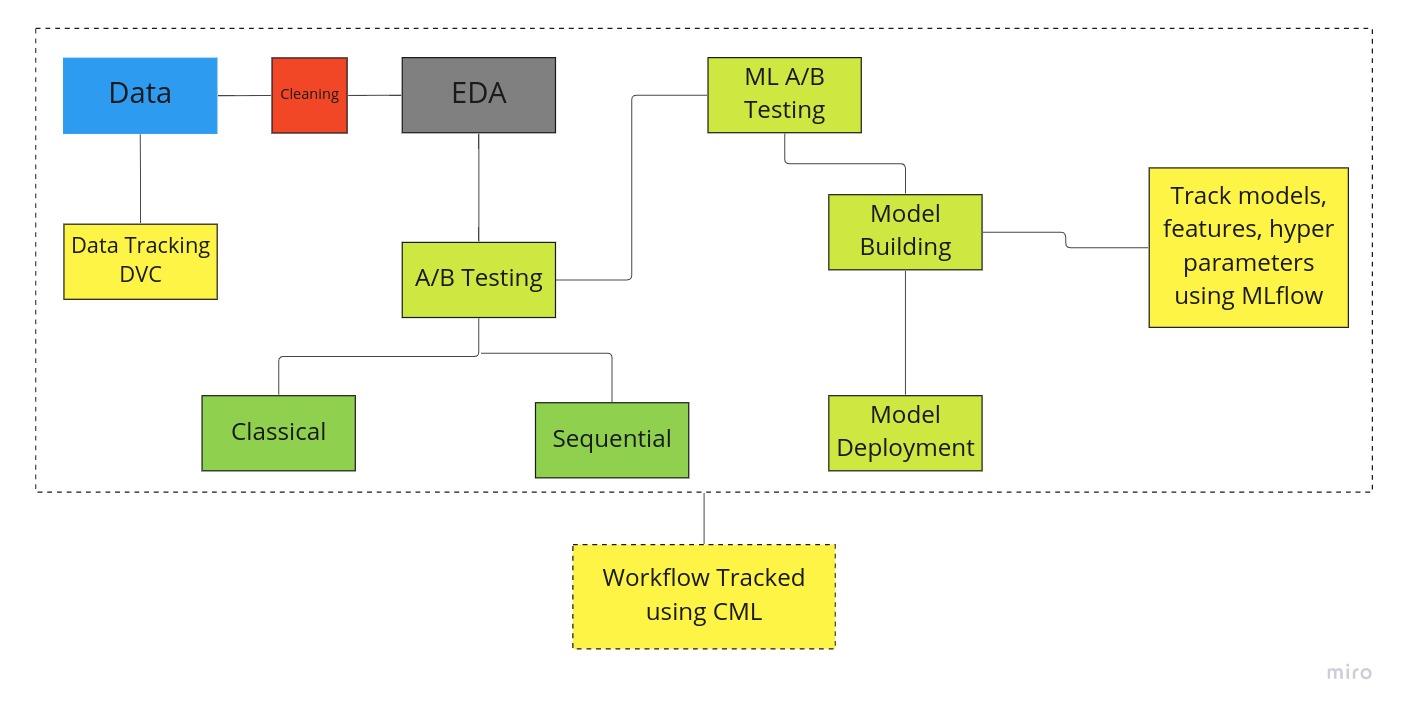 Data
Cleaning
EDA
ML A/B
Testing
Data Tracking
DVC
A/B Testing
Model
Building
Track models,
features, hyper
parameters
using MLflow
Classical
Sequential
Model
Deployment
Workflow Tracked
using CML
miro